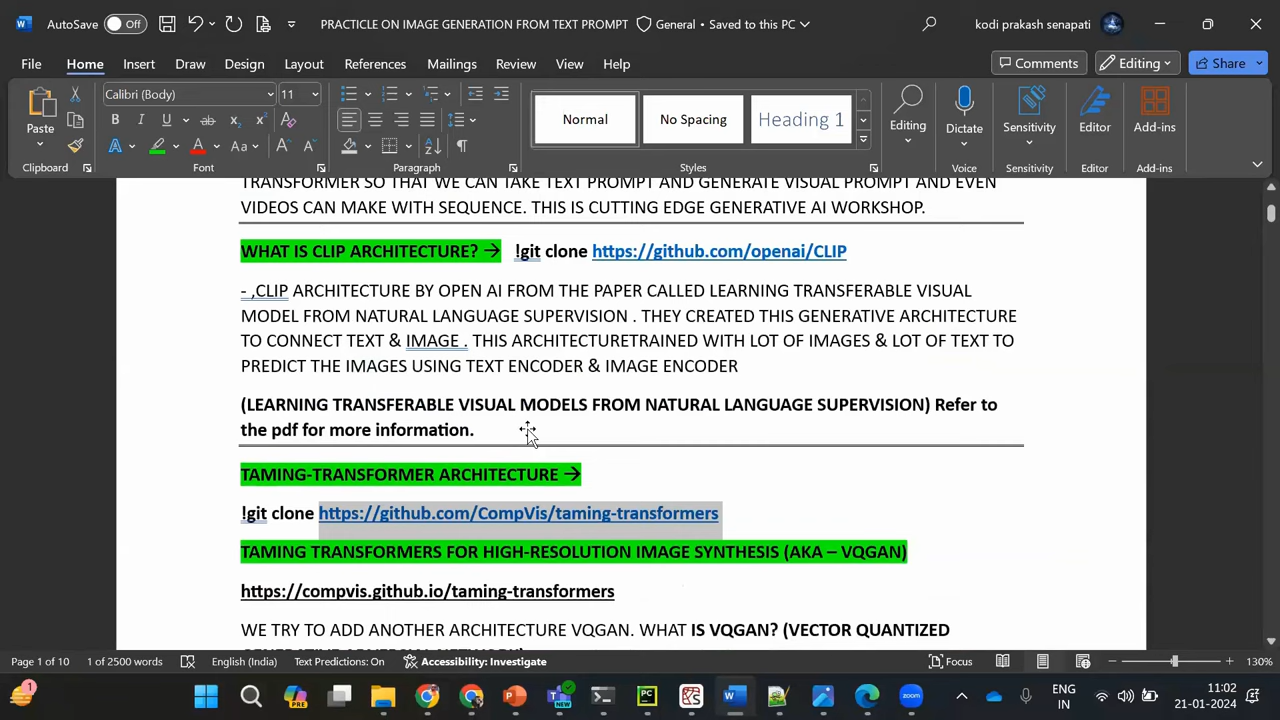 AutoSave Off PRACTICLE ON IMAGE GENERATION FROM TEXT PROMPT General • Saved to this PC kodi prakash senapati
File Home Insert Draw Design Layout References Mailings Review View Help Comments Editing Share
Calibri (Body) 11
Paste
B I U ab x₂ x²
A A Aa A A
Normal No Spacing Heading 1
Editing Dictate Sensitivity Editor Add-ins
Clipboard Font Paragraph Styles Voice Sensitivity Editor Add-ins
TRANSFORMER SO THAT WE CAN TAKE TEXT PROMPT AND GENERATE VISUAL PROMPT AND EVEN
VIDEOS CAN MAKE WITH SEQUENCE. THIS IS CUTTING EDGE GENERATIVE AI WORKSHOP.
WHAT IS CLIP ARCHITECTURE? → !git clone https://github.com/openai/CLIP
- ,CLIP ARCHITECTURE BY OPEN AI FROM THE PAPER CALLED LEARNING TRANSFERABLE VISUAL
MODEL FROM NATURAL LANGUAGE SUPERVISION . THEY CREATED THIS GENERATIVE ARCHITECTURE
TO CONNECT TEXT & IMAGE . THIS ARCHITECTURETRAINED WITH LOT OF IMAGES & LOT OF TEXT TO
PREDICT THE IMAGES USING TEXT ENCODER & IMAGE ENCODER
(LEARNING TRANSFERABLE VISUAL MODELS FROM NATURAL LANGUAGE SUPERVISION) Refer to
the pdf for more information.
TAMING-TRANSFORMER ARCHITECTURE →
!git clone https://github.com/CompVis/taming-transformers
TAMING TRANSFORMERS FOR HIGH-RESOLUTION IMAGE SYNTHESIS (AKA – VQGAN)
https://compvis.github.io/taming-transformers
WE TRY TO ADD ANOTHER ARCHITECTURE VQGAN. WHAT IS VQGAN? (VECTOR QUANTIZED
Page 1 of 10 1 of 2500 words English (India) Text Predictions: On Accessibility: Investigate Focus 130%
1 PRE NEW PC zoom ENG IN 11:02 21-01-2024